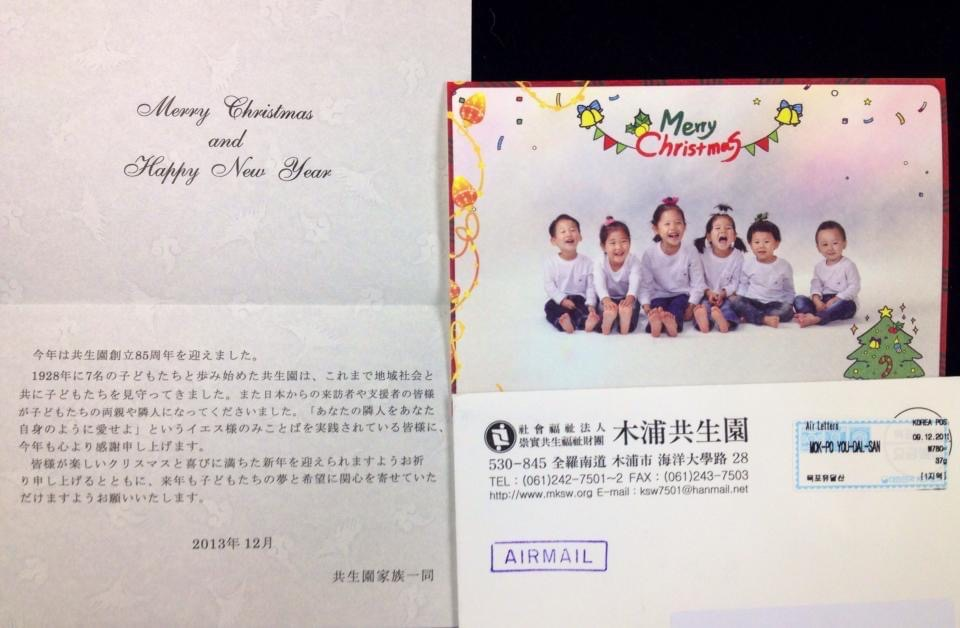 Merry Christmas
and
Happy New Year
今年は共生園創立85周年を迎えました。
1928年に7名の子どもたちと歩み始めた共生園は、これまで地域社会と
共に子どもたちを見守ってきました。また日本からの来訪者や支援者の皆様
が子どもたちの両親や隣人になってくださいました。「あなたの隣人をあなた
自身のように愛せよ」というイエス様のみことばを実践されている皆様に、
今年も心より感謝申し上げます。
皆様が楽しいクリスマスと喜びに満ちた新年を迎えられますようお祈
り申し上げるとともに、来年も子どもたちの夢と希望に関心を寄せていた
だけますようお願いいたします。
2013年12月
共生園家族一同
Merry
Christmas
社會福祉法人
崇實共生福祉財團
木浦共生園
530-845 全羅南道 木浦市 海洋大學路 28
TEL : (061)242-7501~2 FAX : (061)243-7503
http://www.mksw.org E-mail : ksw7501@hanmail.net
AIRMAIL
Air Letters
MOK-PO YOU-DAL-SAN
목포유달산
KOREA POS
09.12.201
₩780
37g
[1지역]